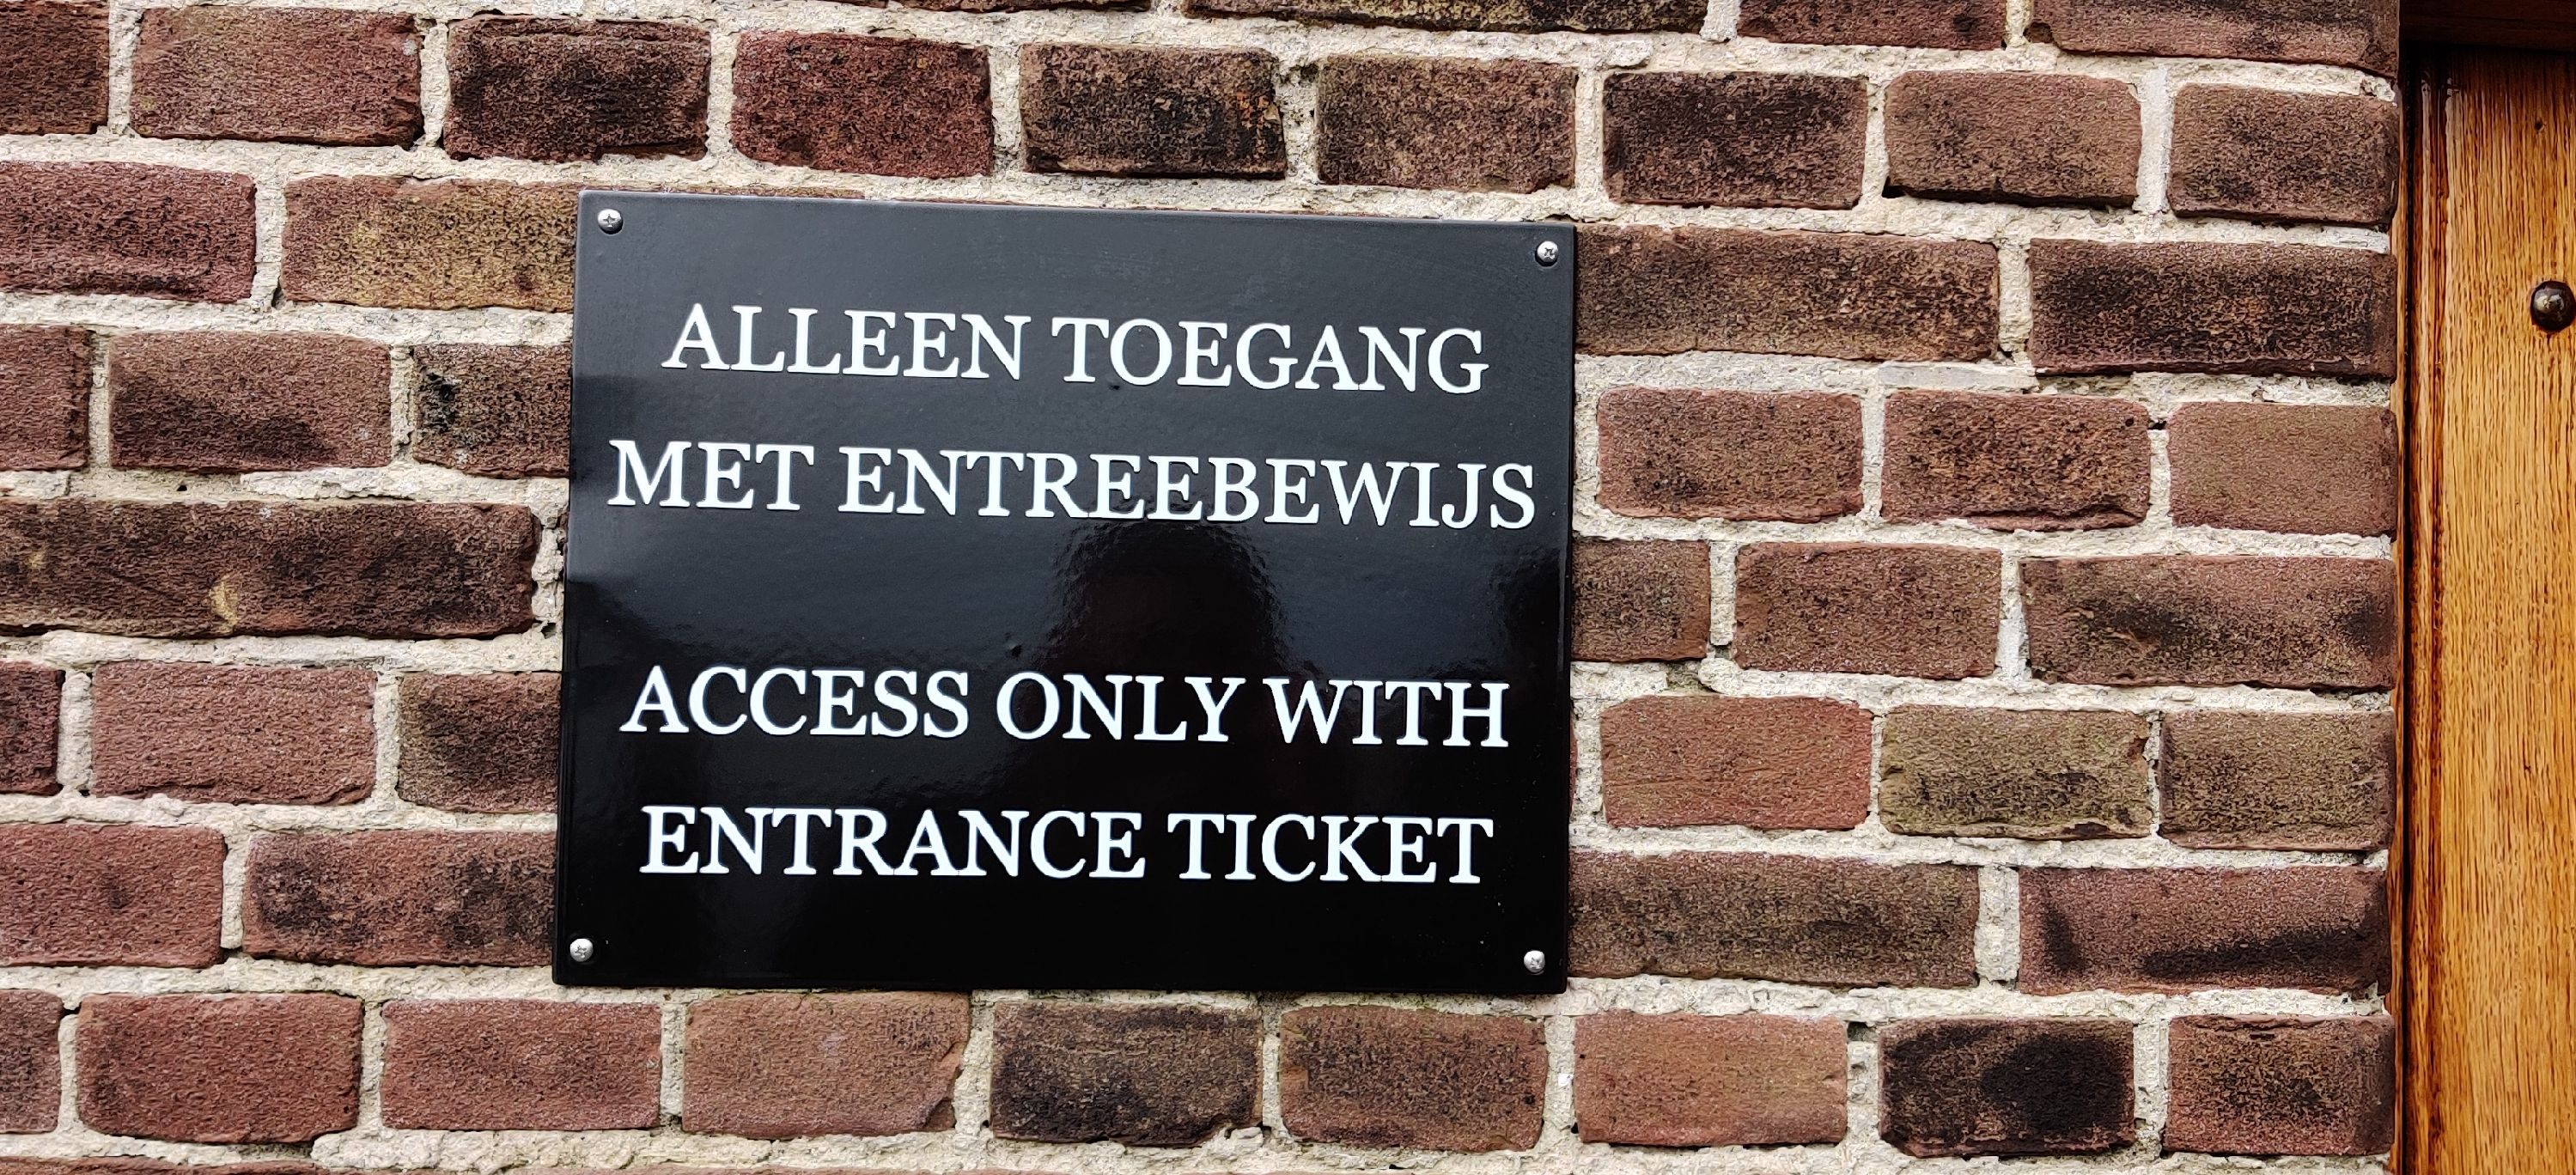 ALLEEN TOEGANG
MET ENTREEBEWIJS
ACCESS ONLY WITH
ENTRANCE TICKET